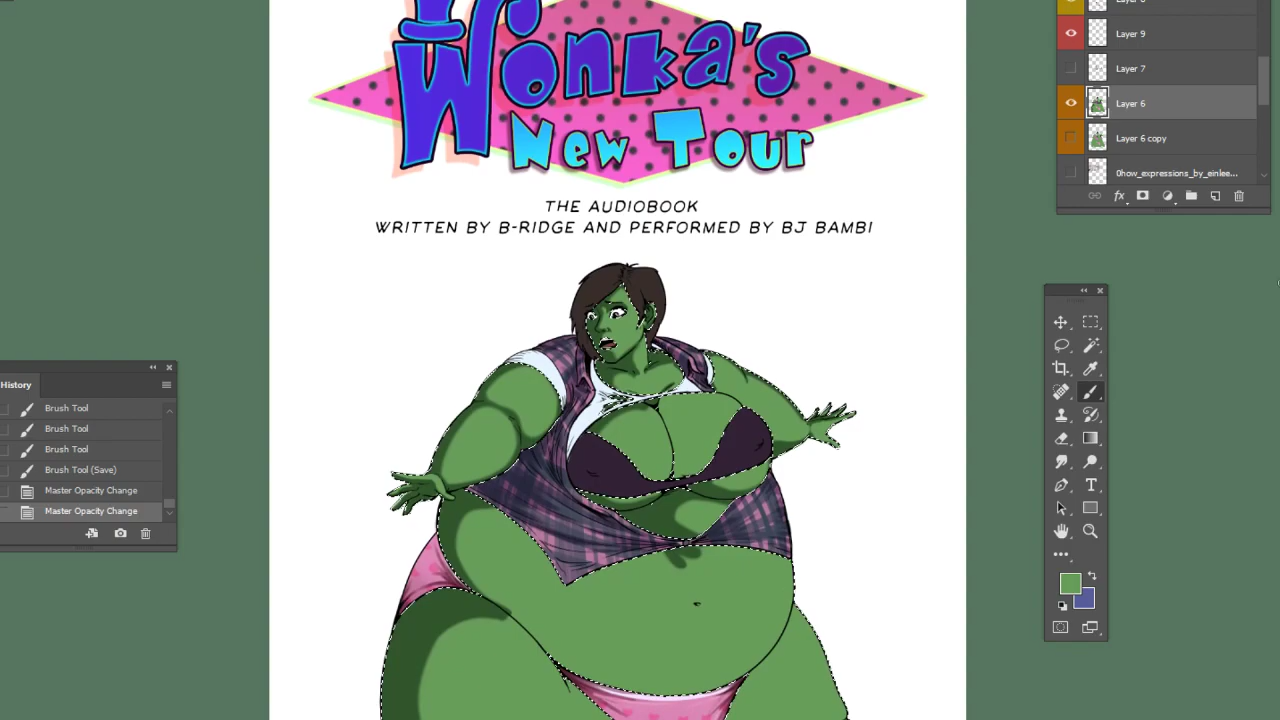 Wonka's
New Tour
THE AUDIOBOOK
WRITTEN BY B-RIDGE AND PERFORMED BY BJ BAMBI
Layer 9
Layer 7
Layer 6
Layer 6 copy
0how_expressions_by_einlee...
fx
History
Brush Tool
Brush Tool
Brush Tool
Brush Tool (Save)
Master Opacity Change
Master Opacity Change
T